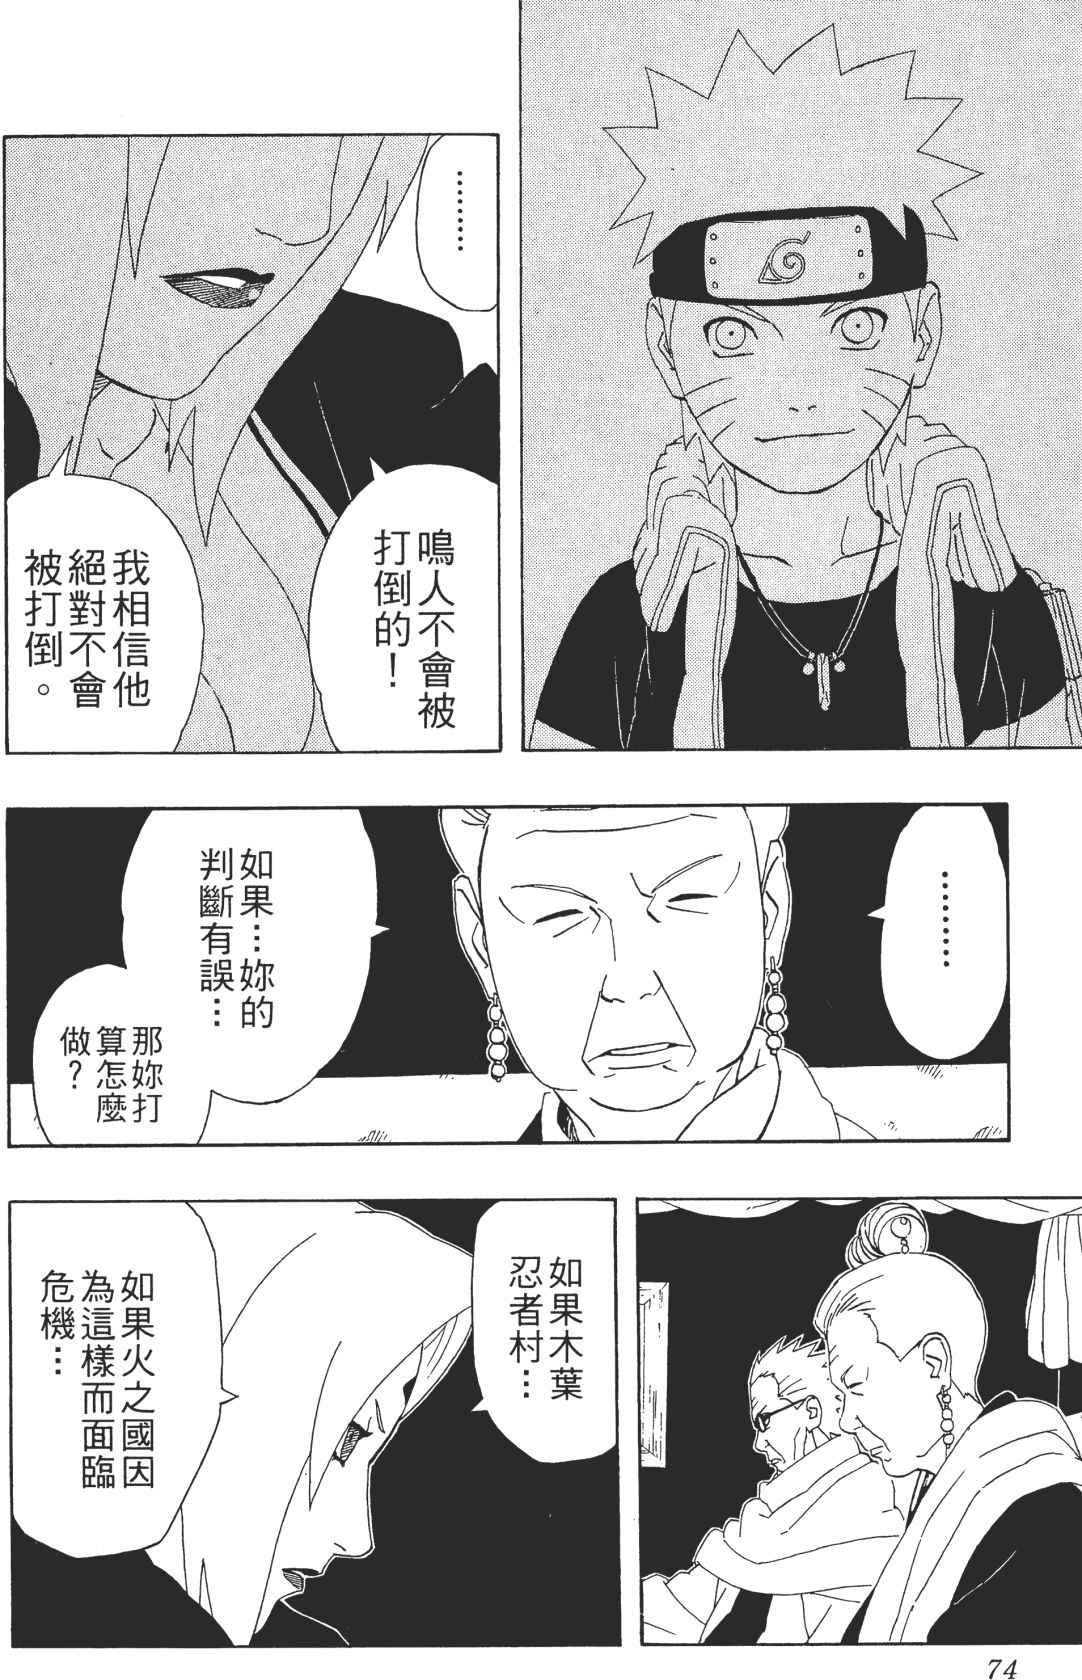 ………
鳴人不會被
打倒的！
我相信他
絕對不會
被打倒。
………
如果…妳的
判斷有誤…
那妳打
算怎麼
做？
如果木葉
忍者村…
如果火之國因
為這樣而面臨
危機…
74